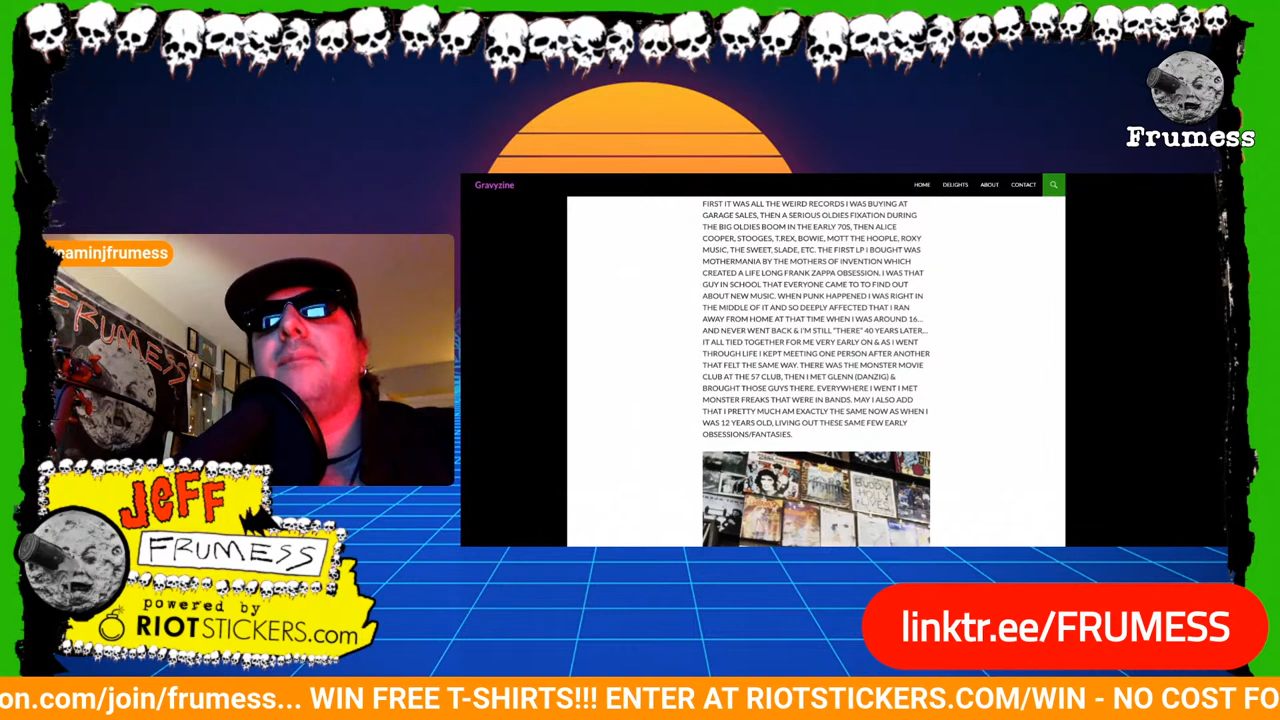 Frumess
Gravyzine
HOME DELIGHTS ABOUT CONTACT
FIRST IT WAS ALL THE WEIRD RECORDS I WAS BUYING AT
GARAGE SALES, THEN A SERIOUS OLDIES FIXATION DURING
THE BIG OLDIES BOOM IN THE EARLY 70S, THEN ALICE
COOPER, STOOGES, T.REX, BOWIE, MOTT THE HOOPLE, ROXY
MUSIC, THE SWEET, SLADE, ETC. THE FIRST LP I BOUGHT WAS
MOTHERMANIA BY THE MOTHERS OF INVENTION WHICH
CREATED A LIFE LONG FRANK ZAPPA OBSESSION. I WAS THAT
GUY IN SCHOOL THAT EVERYONE CAME TO TO FIND OUT
ABOUT NEW MUSIC. WHEN PUNK HAPPENED I WAS RIGHT IN
THE MIDDLE OF IT AND SO DEEPLY AFFECTED THAT I RAN
AWAY FROM HOME AT THAT TIME WHEN I WAS AROUND 16...
AND NEVER WENT BACK & I'M STILL "THERE" 40 YEARS LATER...
IT ALL TIED TOGETHER FOR ME VERY EARLY ON & AS I WENT
THROUGH LIFE I KEPT MEETING ONE PERSON AFTER ANOTHER
THAT FELT THE SAME WAY. THERE WAS THE MONSTER MOVIE
CLUB AT THE 57 CLUB, THEN I MET GLENN (DANZIG) &
BROUGHT THOSE GUYS THERE. EVERYWHERE I WENT I MET
MONSTER FREAKS THAT WERE IN BANDS. MAY I ALSO ADD
THAT I PRETTY MUCH AM EXACTLY THE SAME NOW AS WHEN I
WAS 12 YEARS OLD, LIVING OUT THESE SAME FEW EARLY
OBSESSIONS/FANTASIES.
BUDDY
HOLLY
LIVES
eaminjfrumess
FRUMESS
JEFF
FRUMESS
powered by
RIOTSTICKERS.com
linktr.ee/FRUMESS
on.com/join/frumess... WIN FREE T-SHIRTS!!! ENTER AT RIOTSTICKERS.COM/WIN - NO COST FO